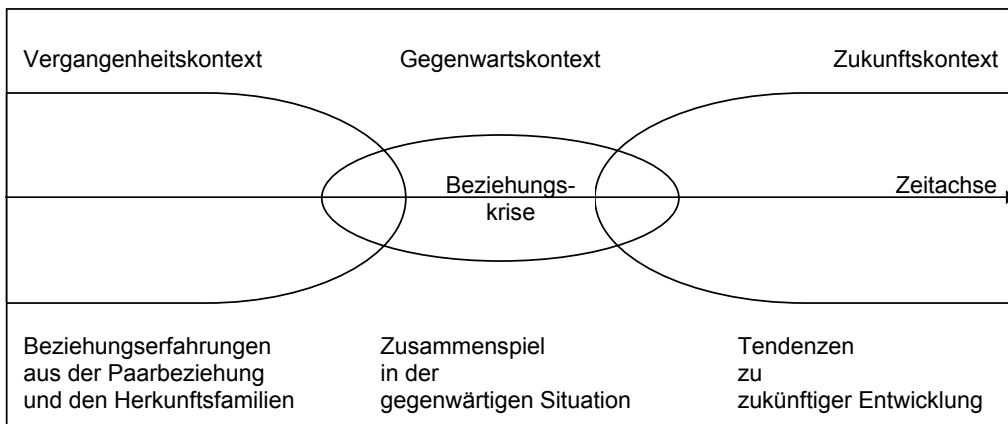 Vergangenheitskontext
Gegenwartskontext
Zukunftskontext
Beziehungs-
krise
Zeitachse
Beziehungserfahrungen
aus der Paarbeziehung
und den Herkunftsfamilien
Zusammenspiel
in der
gegenwärtigen Situation
Tendenzen
zu
zukünftiger Entwicklung